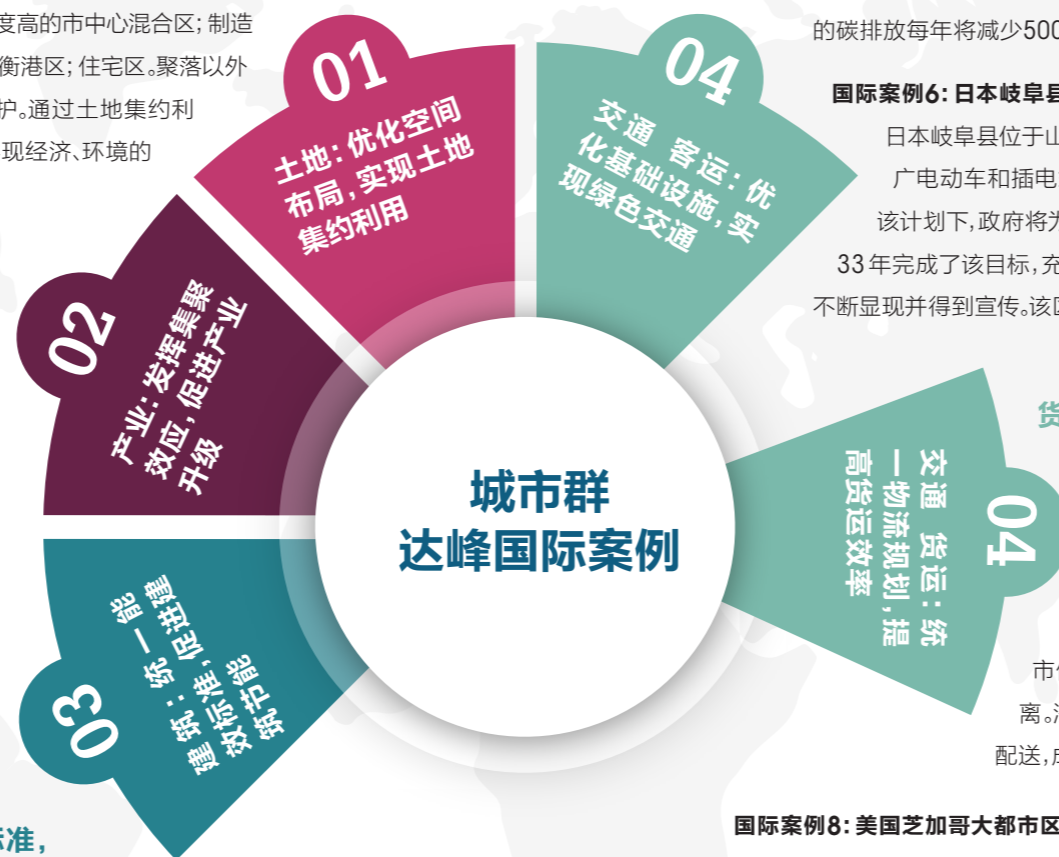 度高的市中心混合区；制造
衡港区；住宅区。聚落以外
护。通过土地集约利
现经济、环境的
01
土地：优化空间
布局，实现土地
集约利用
02
产业：发挥集聚
效应，促进产业
升级
03
建筑：统一能
效标准，促进建
筑节能
标准，
城市群
达峰国际案例
04
交通 客运：优
化基础设施，实
现绿色交通
的碳排放每年将减少500
国际案例6：日本岐阜县
日本岐阜县位于山
广电动车和插电
该计划下，政府将为
33年完成了该目标，充
不断显现并得到宣传。该区
货
04
交通 货运：统
一物流规划，提
高货运效率
离。
配送，
国际案例8：美国芝加哥大都市区